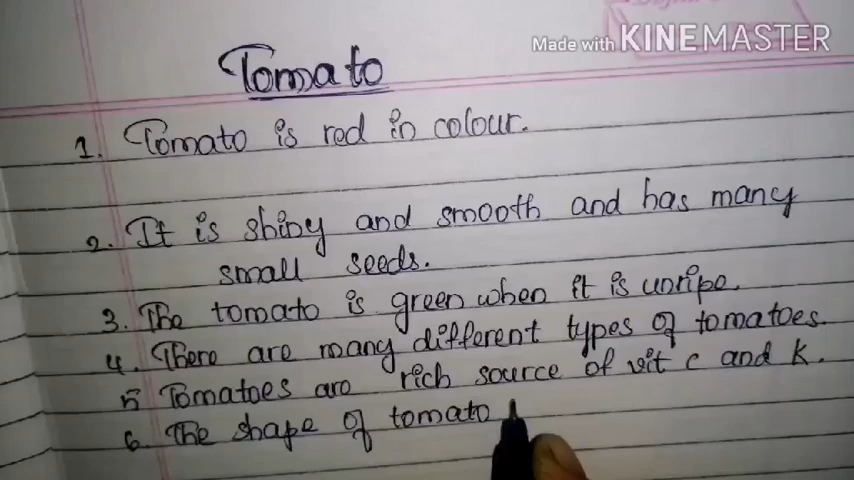 Made with KINEMASTER
Tomato
1. Tomato is red in colour.
2. It is shiny and smooth and has many
small seeds.
3. The tomato is green when it is unripe.
4. There are many different types of tomatoes.
5 Tomatoes are rich source of vit c and k.
6. The shape of tomato